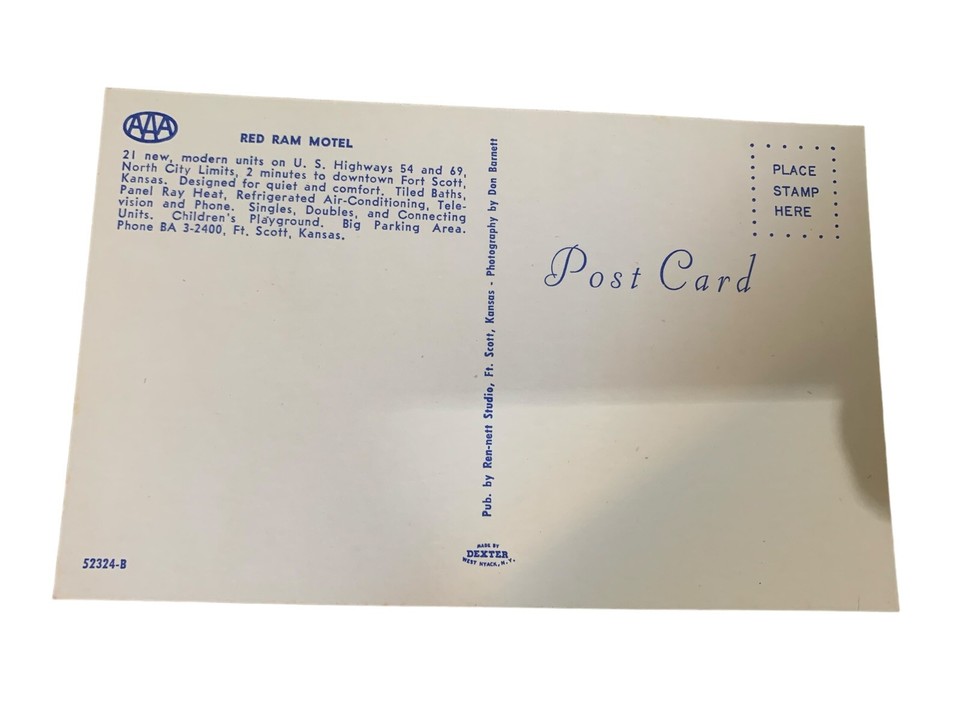 AAA
RED RAM MOTEL
21 new, modern units on U. S. Highways 54 and 69,
North City Limits, 2 minutes to downtown Fort Scott,
Kansas. Designed for quiet and comfort. Tiled Baths,
Panel Ray Heat, Refrigerated Air-Conditioning, Tele-
vision and Phone. Singles, Doubles, and Connecting
Units. Children's Playground. Big Parking Area.
Phone BA 3-2400, Ft. Scott, Kansas.
52324-B
Pub. by Ren-nett Studio, Ft. Scott, Kansas - Photography by Don Barnett
MADE BY
DEXTER
WEST NYACK, N.Y.
PLACE
STAMP
HERE
Post Card